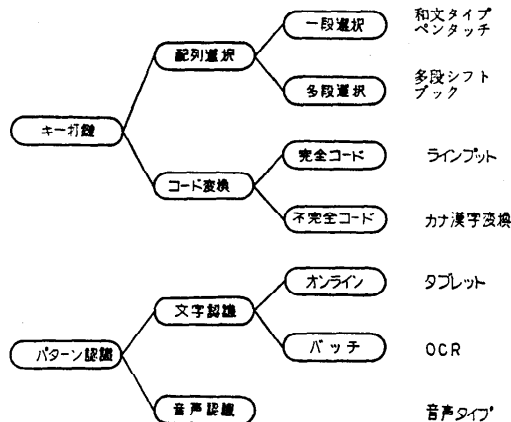 一段選択
和文タイプ
ペンタッチ
配列選択
多段選択
多段シフト
ブック
キー打鍵
完全コード
ラインプット
コード変換
不完全コード
カナ漢字変換
オンライン
タブレット
文字認識
バッチ
OCR
パターン認識
音声認識
音声タイプ